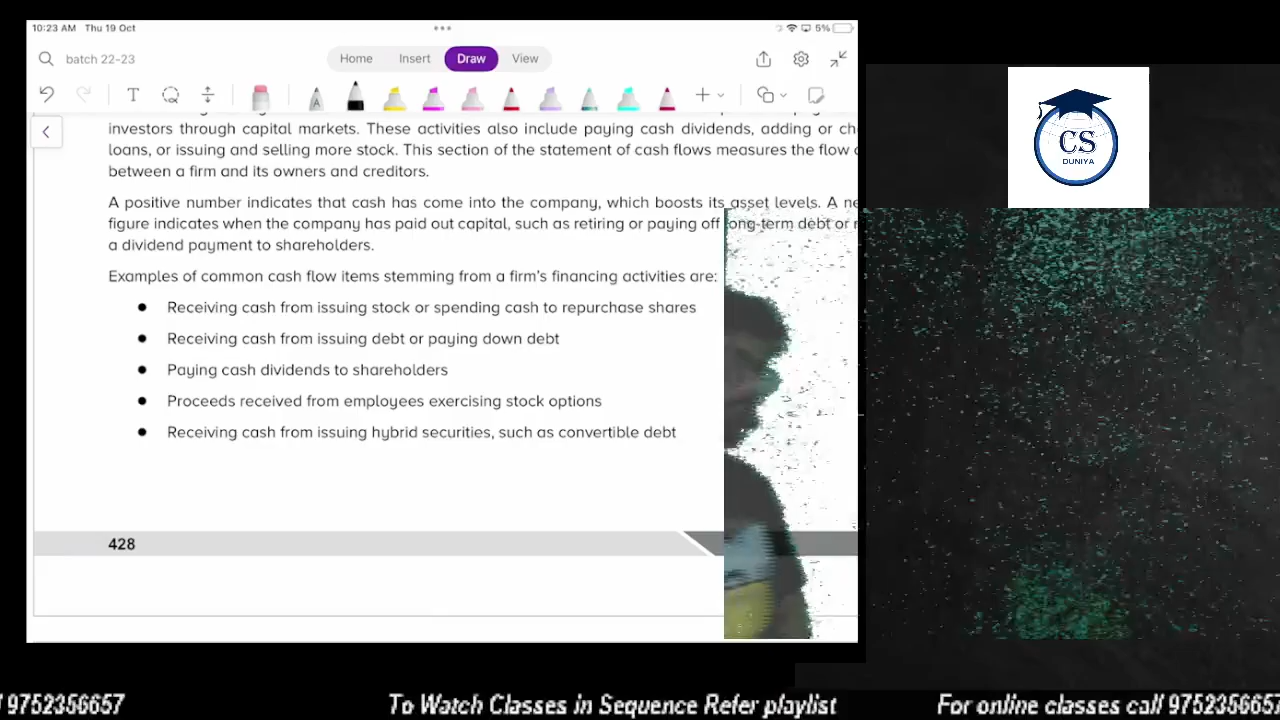 10:23 AM Thu 19 Oct
5%
batch 22-23
Home Insert Draw View
investors through capital markets. These activities also include paying cash dividends, adding or
loans, or issuing and selling more stock. This section of the statement of cash flows measures the flow
between a firm and its owners and creditors.
A positive number indicates that cash has come into the company, which boosts its asset levels. A
figure indicates when the company has paid out capital, such as retiring or paying off long-term debt or
a dividend payment to shareholders.
Examples of common cash flow items stemming from a firm's financing activities are:
● Receiving cash from issuing stock or spending cash to repurchase shares
● Receiving cash from issuing debt or paying down debt
● Paying cash dividends to shareholders
● Proceeds received from employees exercising stock options
● Receiving cash from issuing hybrid securities, such as convertible debt
428
CS
DUNIYA
9752356657 To Watch Classes in Sequence Refer playlist For online classes call 9752356657